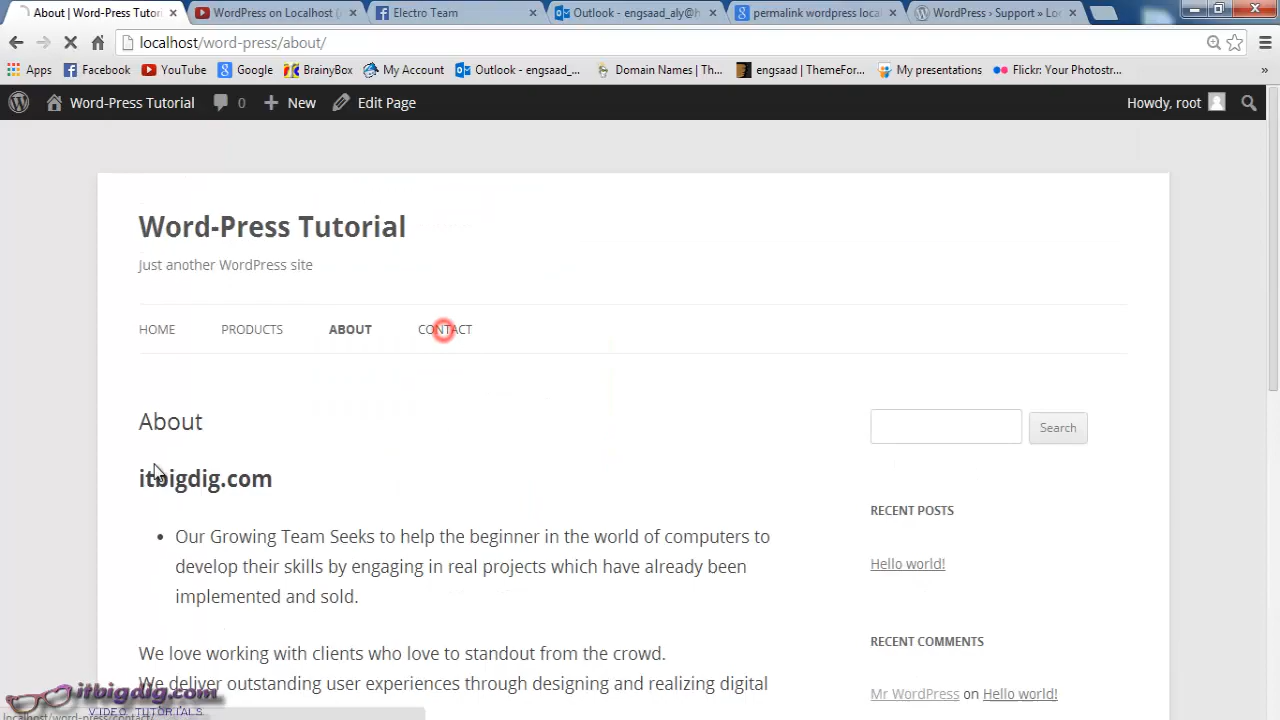 About | Word-Press Tutori
WordPress on Localhost (
Electro Team
Outlook - engsaad_aly@h
permalink wordpress loca
WordPress › Support » Loc
localhost/word-press/about/
Apps
Facebook
YouTube
Google
BrainyBox
My Account
Outlook - engsaad_...
Domain Names | Th...
engsaad | ThemeFor...
My presentations
Flickr: Your Photostr...
»
Word-Press Tutorial
0
New
Edit Page
Howdy, root
Word-Press Tutorial
Just another WordPress site
HOME
PRODUCTS
ABOUT
CONTACT
About
Search
itbigdig.com
RECENT POSTS
Our Growing Team Seeks to help the beginner in the world of computers to
develop their skills by engaging in real projects which have already been
implemented and sold.
Hello world!
RECENT COMMENTS
We love working with clients who love to standout from the crowd.
We deliver outstanding user experiences through designing and realizing digital
Mr WordPress on Hello world!
itbigdig.com
VIDEO TUTORIALS
localhost/word-press/contact/